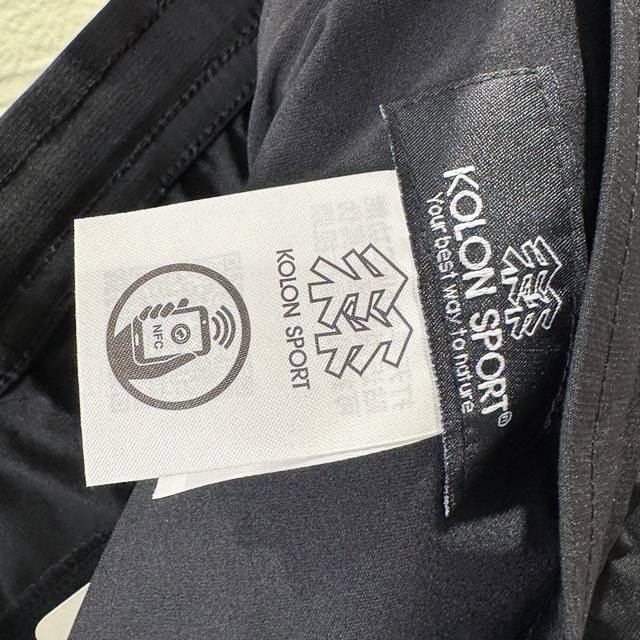 KOLON SPORT®
Your best way to nature
KOLON SPORT
NFC